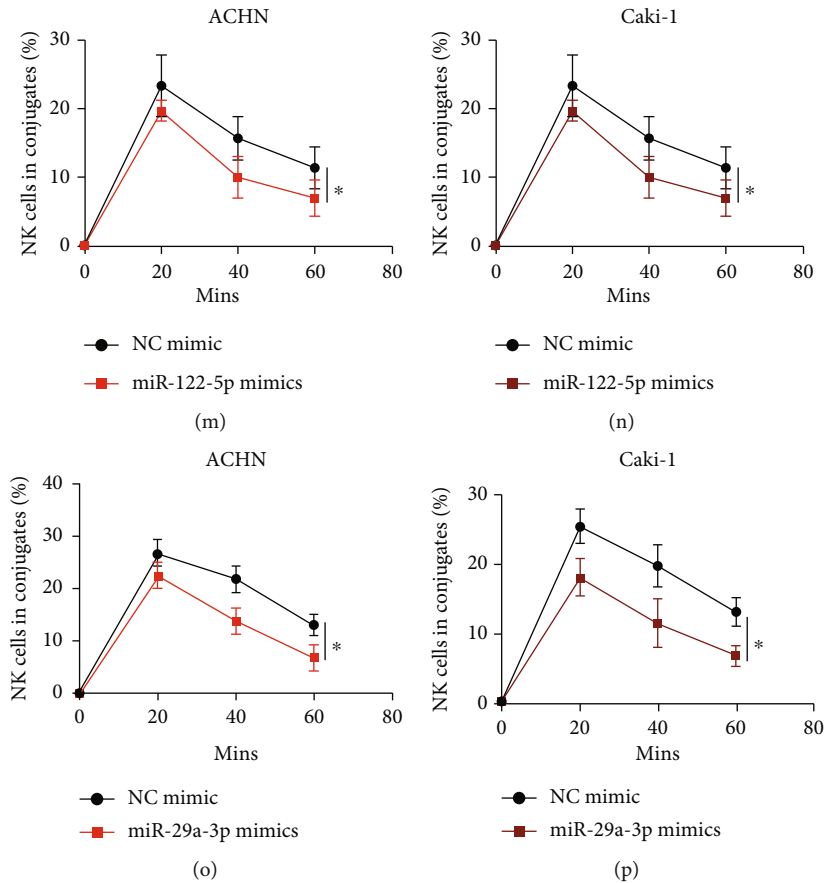 ACHN
NK cells in conjugates (%)
30
20
10
0
0 20 40 60 80
*
Mins
NC mimic
miR-122-5p mimics
(m)
Caki-1
NK cells in conjugates (%)
30
20
10
0
0 20 40 60 80
*
Mins
NC mimic
miR-122-5p mimics
(n)
ACHN
NK cells in conjugates (%)
40
30
20
10
0
0 20 40 60 80
*
Mins
NC mimic
miR-29a-3p mimics
(o)
Caki-1
NK cells in conjugates (%)
30
20
10
0
0 20 40 60 80
*
Mins
NC mimic
miR-29a-3p mimics
(p)